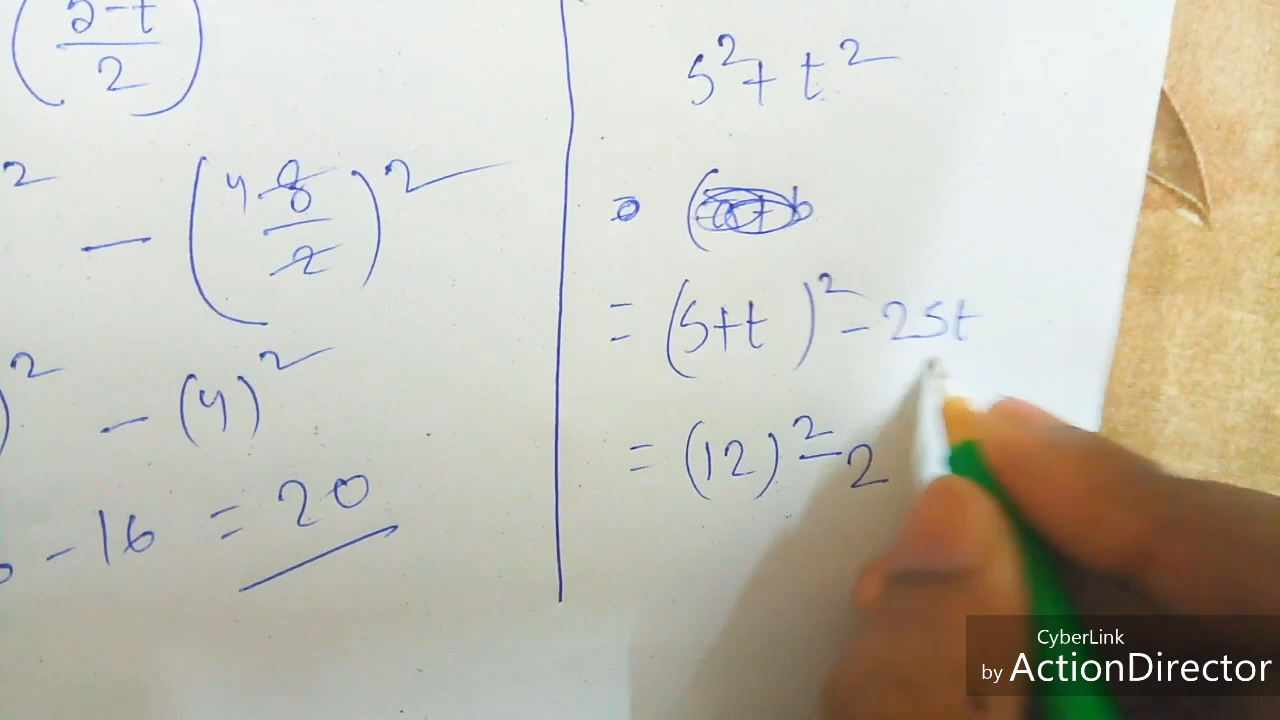 (s-t/2)
2 - (4 8/2)2
)2 - (4)2
- 16 = 20
s2 + t2
= (s+t)2 - 2st
= (12)2 - 2
CyberLink
by ActionDirector